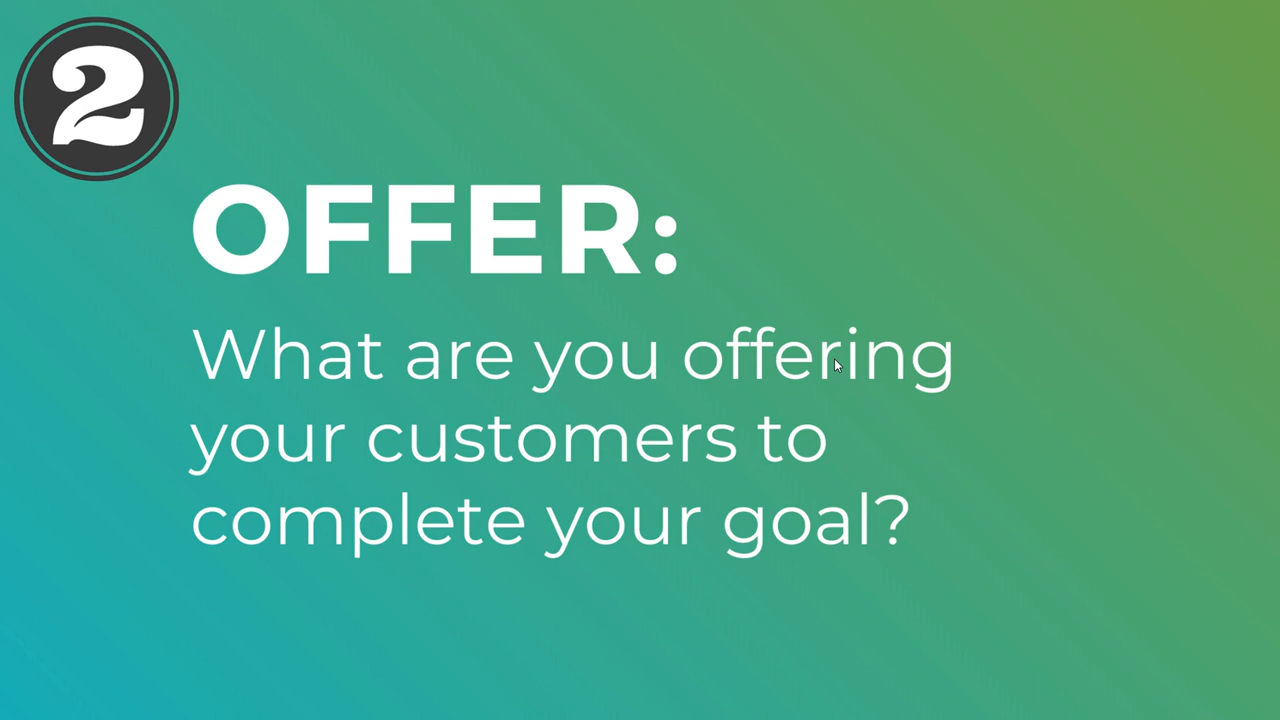 2
OFFER:
What are you offering
your customers to
complete your goal?